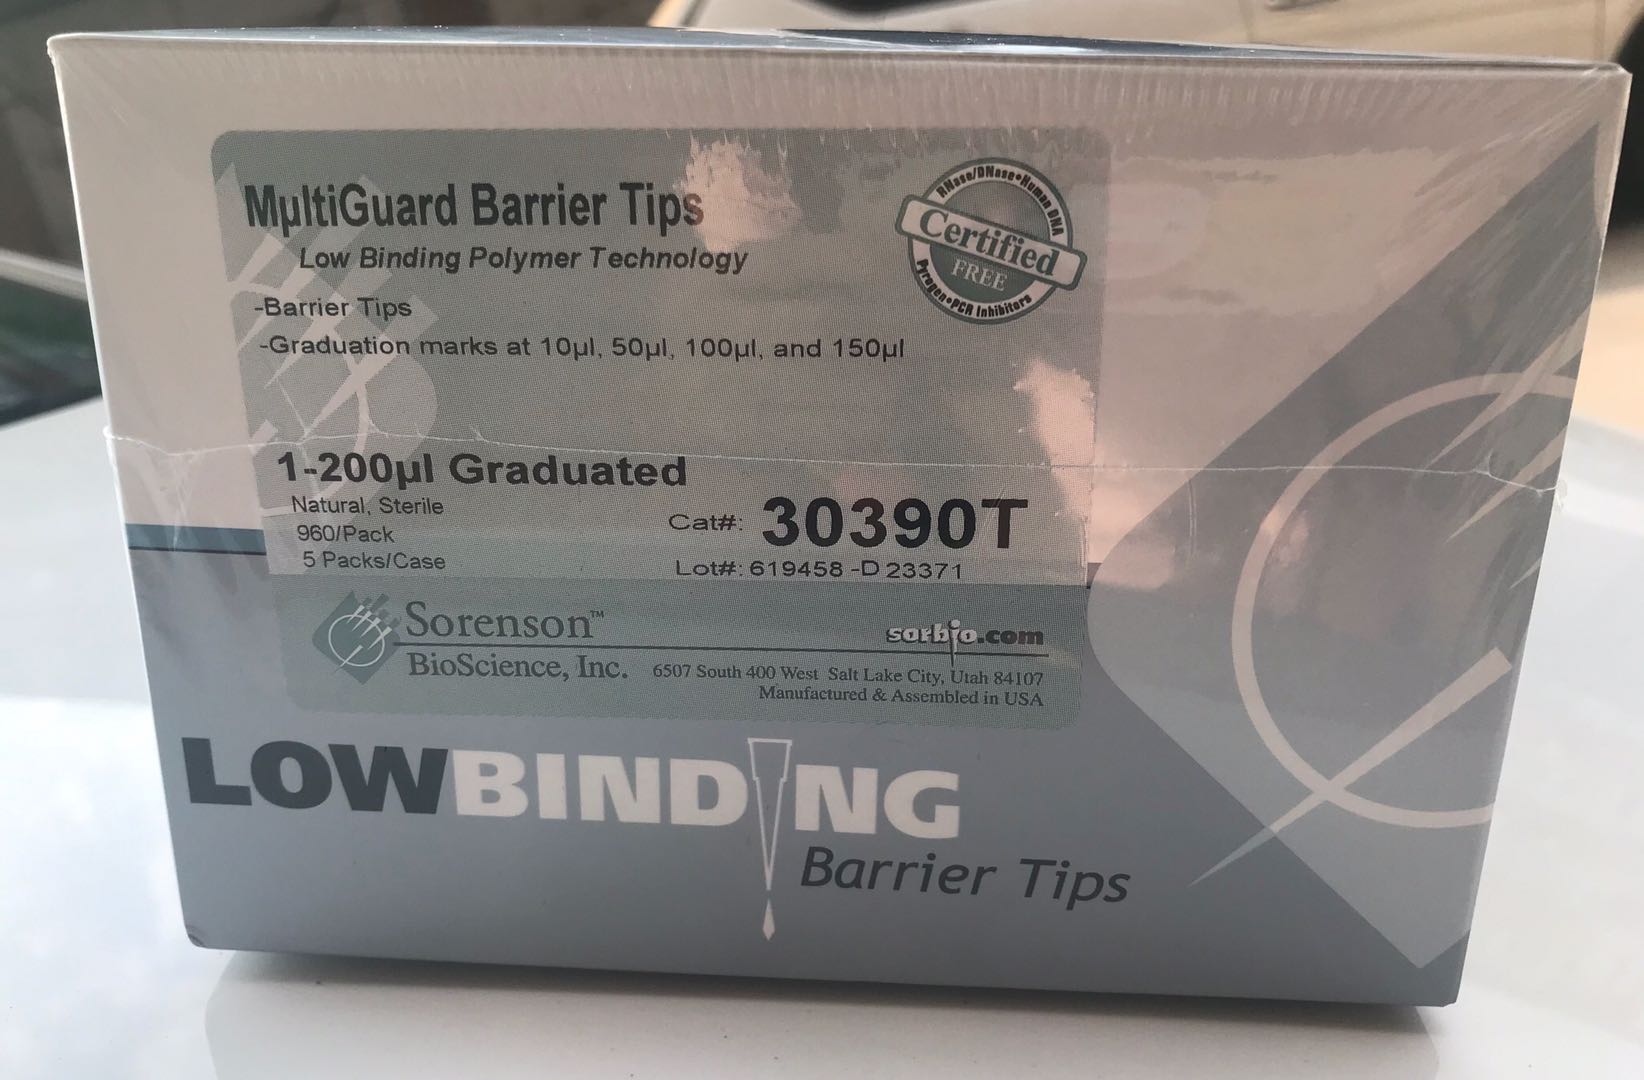 MµltiGuard Barrier Tips
Low Binding Polymer Technology
-Barrier Tips
-Graduation marks at 10µl, 50µl, 100µl, and 150µl
RNase/DNase•Human DNA
Certified
FREE
Pyrogen•PCR Inhibitors
1-200µl Graduated
Natural, Sterile
960/Pack
5 Packs/Case
Cat#: 30390T
Lot#: 619458 -D 23371
Sorenson™
BioScience, Inc.
sorbio.com
6507 South 400 West Salt Lake City, Utah 84107
Manufactured & Assembled in USA
LOWBINDING
Barrier Tips